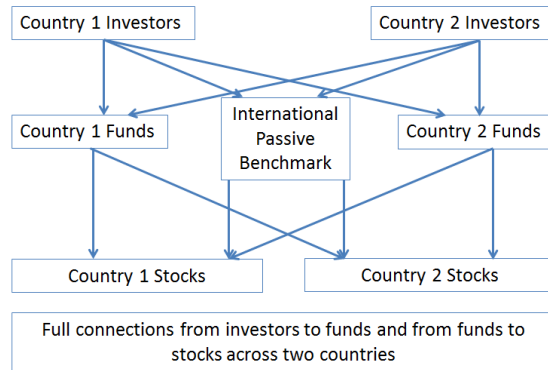 Country 1 Investors
Country 2 Investors
International
Passive
Benchmark
Country 1 Funds
Country 2 Funds
Country 1 Stocks
Country 2 Stocks
Full connections from investors to funds and from funds to
stocks across two countries